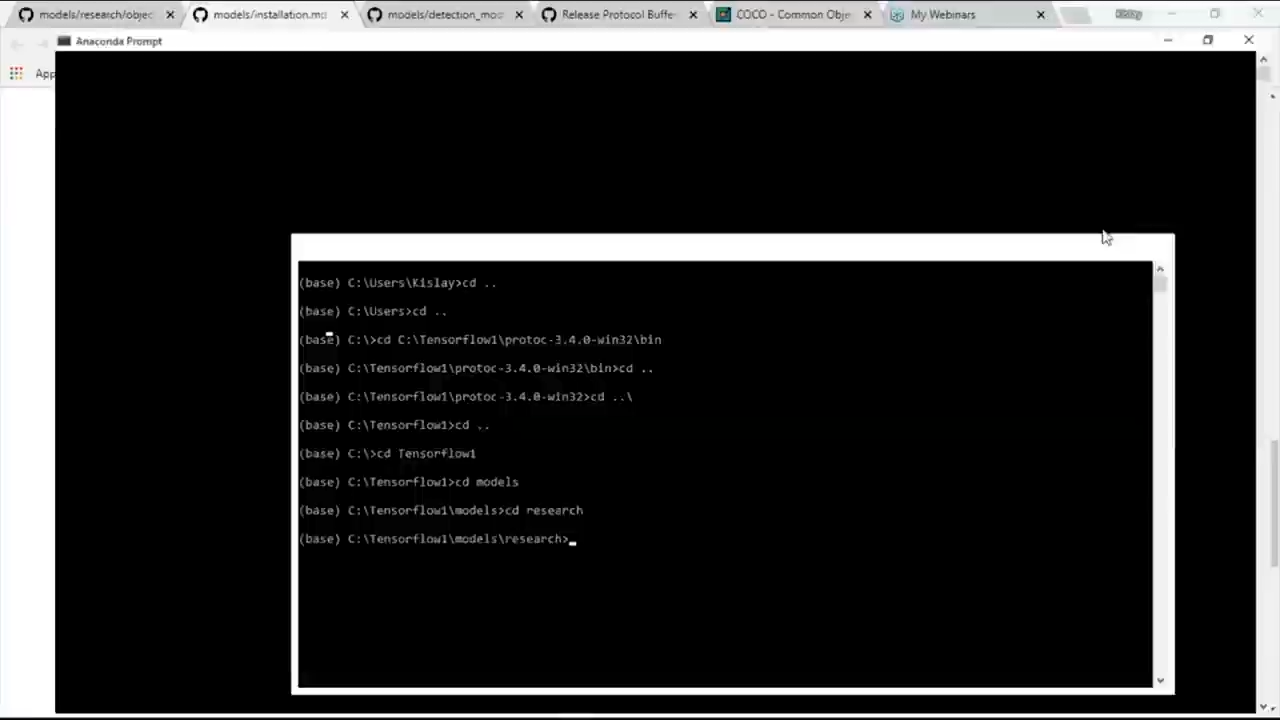 models/research/objec
models/installation.md
models/detection_mod
Release Protocol Buffe
COCO - Common Obje
My Webinars
Anaconda Prompt
App
(base) C:\Users\Kislay>cd ..
(base) C:\Users>cd ..
(base) C:\>cd C:\Tensorflow1\protoc-3.4.0-win32\bin
(base) C:\Tensorflow1\protoc-3.4.0-win32\bin>cd ..
(base) C:\Tensorflow1\protoc-3.4.0-win32>cd ..\
(base) C:\Tensorflow1>cd ..
(base) C:\>cd Tensorflow1
(base) C:\Tensorflow1>cd models
(base) C:\Tensorflow1\models>cd research
(base) C:\Tensorflow1\models\research>